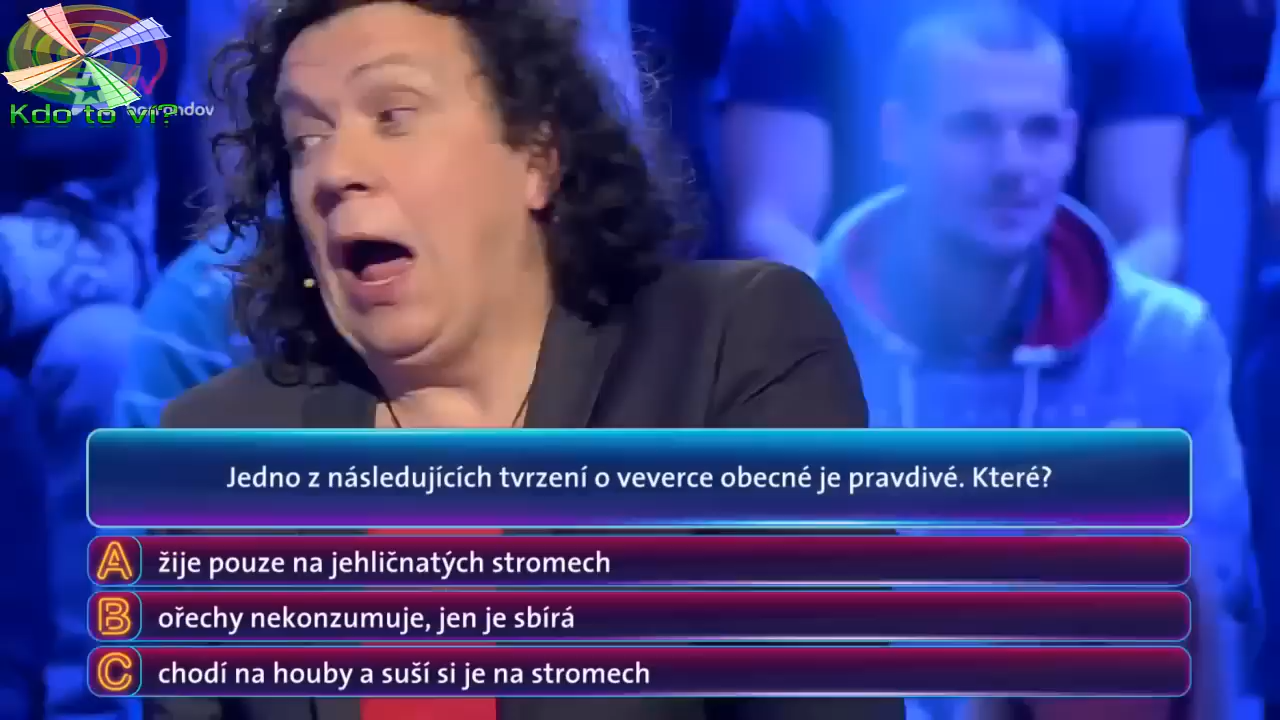 Kdo to ví?
Jedno z následujících tvrzení o veverce obecné je pravdivé. Které?
A žije pouze na jehličnatých stromech
B ořechy nekonzumuje, jen je sbírá
C chodí na houby a suší si je na stromech